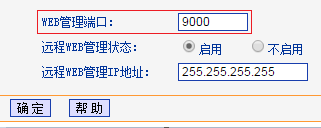 WEB管理端口： 9000
远程WEB管理状态： 启用 不启用
远程WEB管理IP地址： 255.255.255.255
确定 帮助